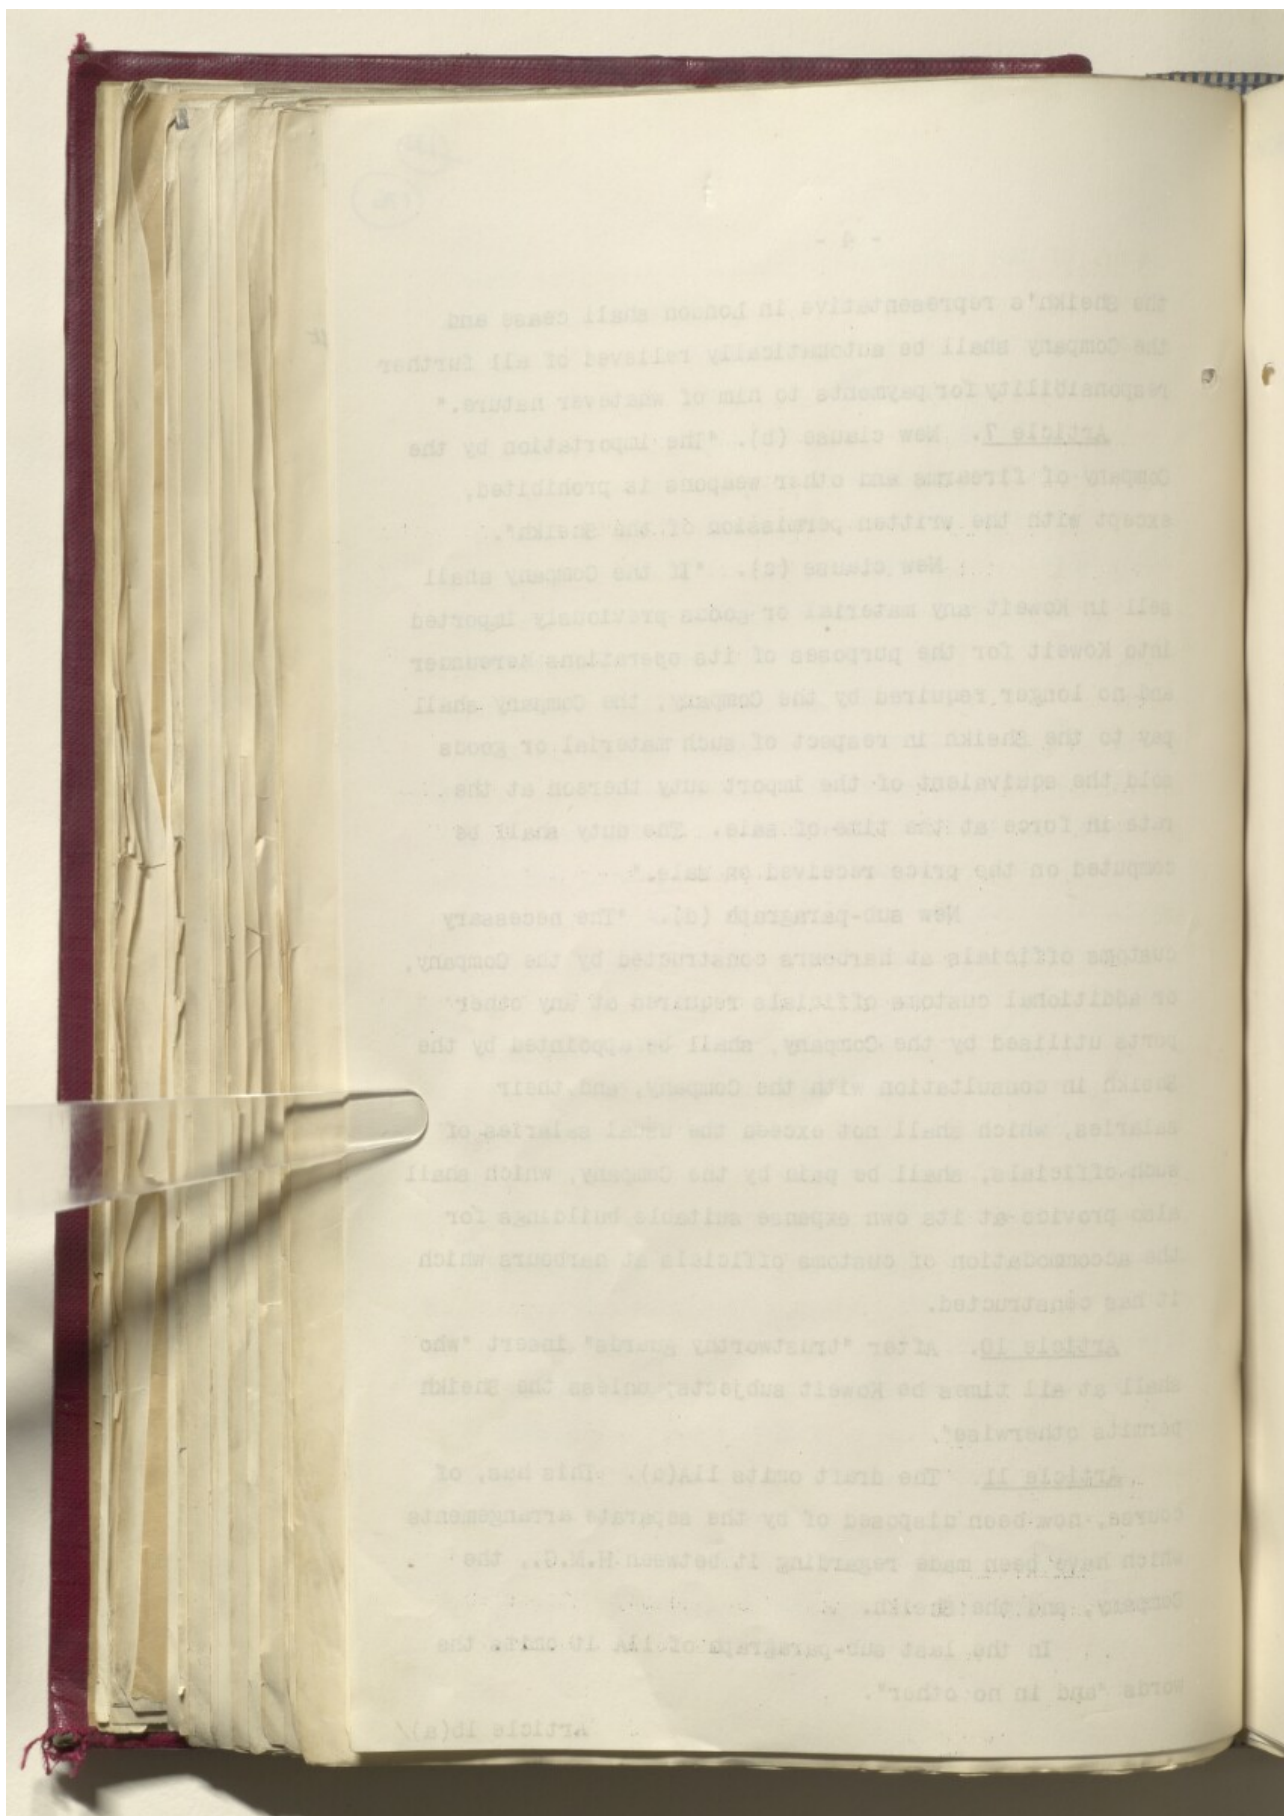 - 4 -
the Sheikh's representative in London shall cease and
the Company shall be automatically relieved of all further
responsibility for payments to him of whatever nature."
Article 7. New clause (b). "The importation by the
Company of firearms and other weapons is prohibited,
except with the written permission of the Sheikh".
New clause (c). "If the Company shall
sell in Koweit any material or goods previously imported
into Koweit for the purposes of its operations hereunder
and no longer required by the Company, the Company shall
pay to the Sheikh in respect of such material or goods
sold the equivalent of the import duty thereon at the
rate in force at the time of sale. The duty shall be
computed on the price received on sale."
New sub-paragraph (d). "The necessary
customs officials at harbours constructed by the Company,
or additional customs officials required at any other
ports utilised by the Company, shall be appointed by the
Sheikh in consultation with the Company, and their
salaries, which shall not exceed the usual salaries of
such officials, shall be paid by the Company, which shall
also provide at its own expense suitable buildings for
the accommodation of customs officials at harbours which
it has constructed.
Article 10. After "trustworthy guards" insert "who
shall at all times be Koweit subjects, unless the Sheikh
permits otherwise".
Article 11. The draft omits 11A(b). This has, of
course, now been disposed of by the separate arrangements
which have been made regarding it between H.M.G., the
Company, and the Sheikh.
In the last sub-paragraph of 11A it omits the
words "and in no other".
Article 1b(a)/